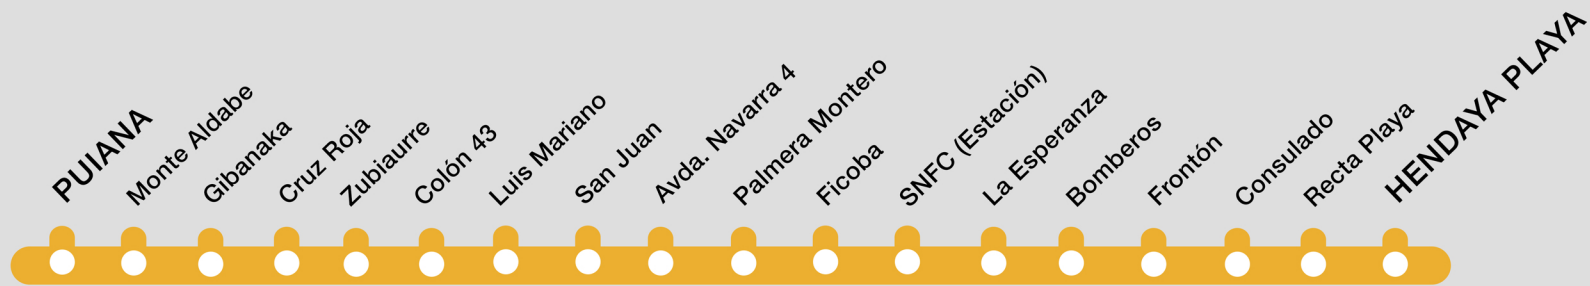 PUIANA
Monte Aldabe
Gibanaka
Cruz Roja
Zubiaurre
Colón 43
Luis Mariano
San Juan
Avda. Navarra 4
Palmera Montero
Ficoba
SNFC (Estación)
La Esperanza
Bomberos
Frontón
Consulado
Recta Playa
HENDAYA PLAYA